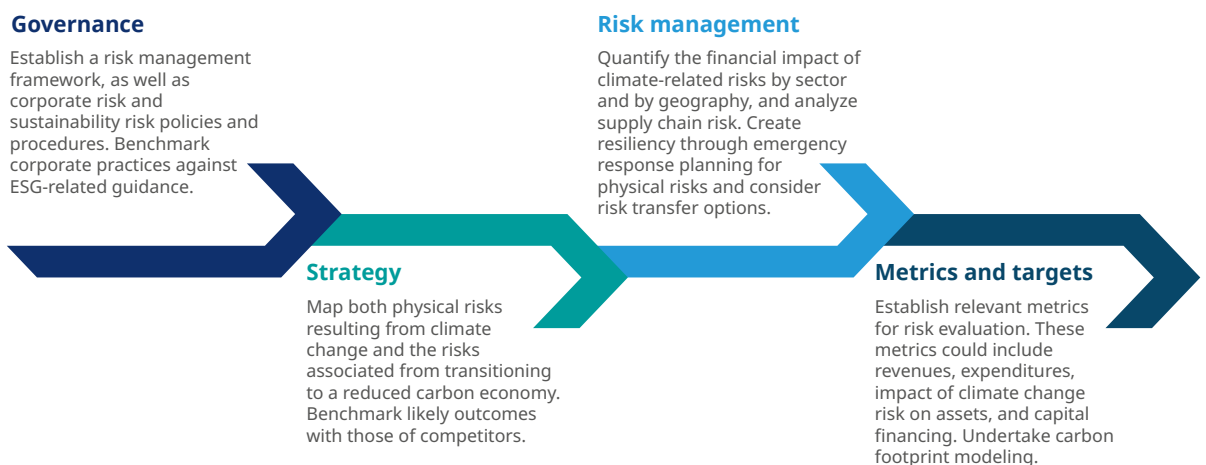 Governance
Establish a risk management
framework, as well as
corporate risk and
sustainability risk policies and
procedures. Benchmark
corporate practices against
ESG-related guidance.
Strategy
Map both physical risks
resulting from climate
change and the risks
associated from transitioning
to a reduced carbon economy.
Benchmark likely outcomes
with those of competitors.
Risk management
Quantify the financial impact of
climate-related risks by sector
and by geography, and analyze
supply chain risk. Create
resiliency through emergency
response planning for
physical risks and consider
risk transfer options.
Metrics and targets
Establish relevant metrics
for risk evaluation. These
metrics could include
revenues, expenditures,
impact of climate change
risk on assets, and capital
financing. Undertake carbon
footprint modeling.